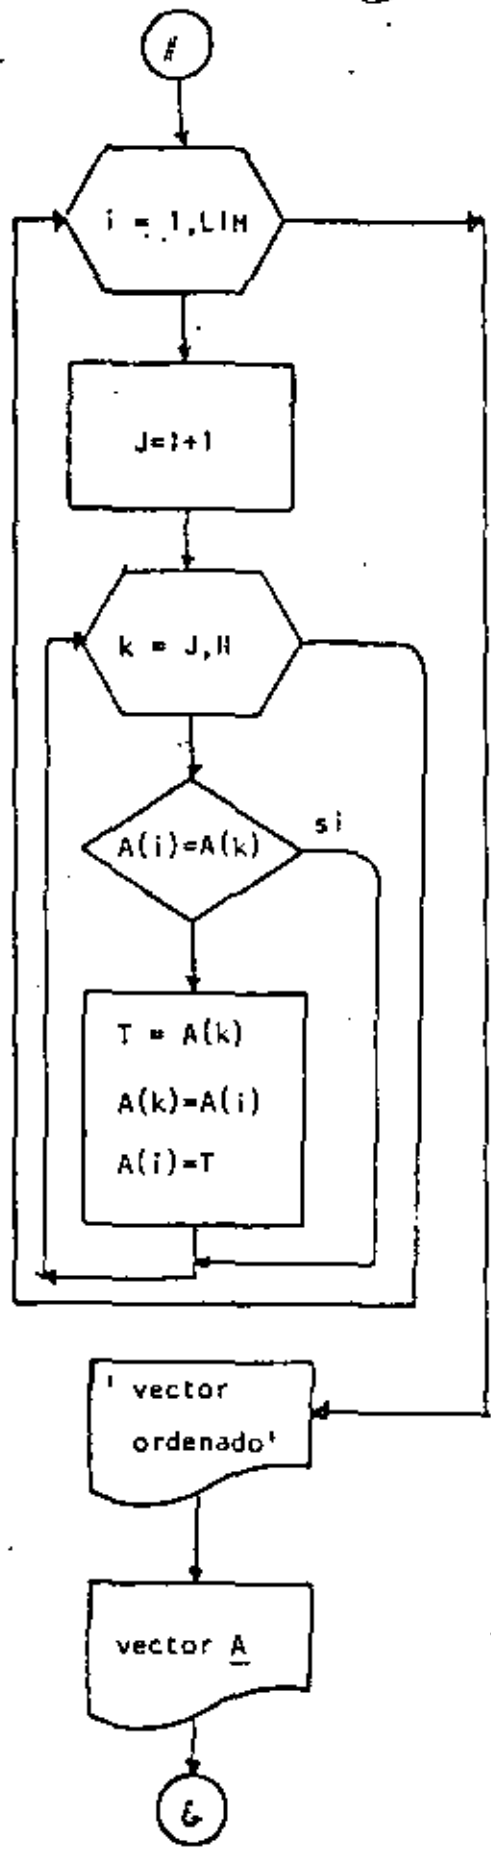 i = 1,LIM
J=i+1
k = J,N
A(i)=A(k)
si
T = A(k)
A(k)=A(i)
A(i)=T
' vector
ordenado'
vector A